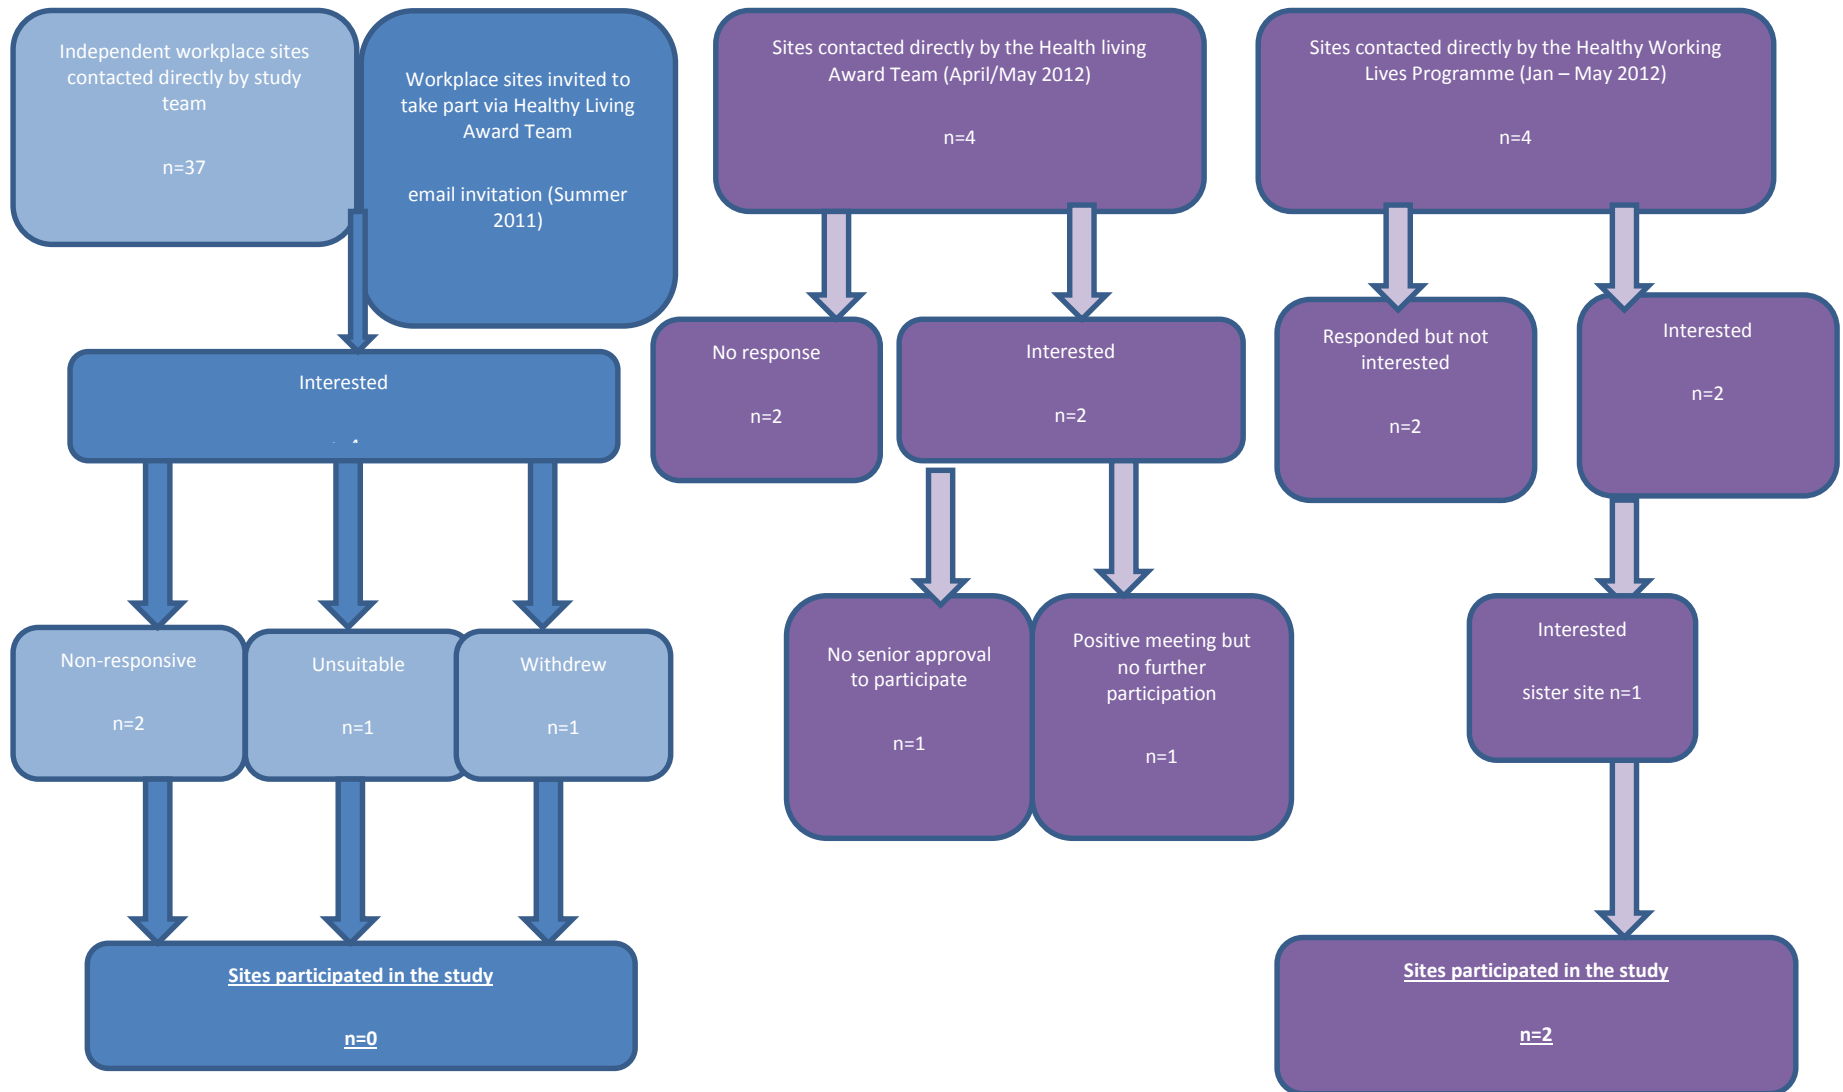 Independent workplace sites
contacted directly by study
team
n=37
Workplace sites invited to
take part via Healthy Living
Award Team
email invitation (Summer
2011)
Interested
Non-responsive
n=2
Unsuitable
n=1
Withdrew
n=1
Sites participated in the study
n=0
Sites contacted directly by the Health living
Award Team (April/May 2012)
n=4
No response
n=2
Interested
n=2
No senior approval
to participate
n=1
Positive meeting but
no further
participation
n=1
Sites contacted directly by the Healthy Working
Lives Programme (Jan – May 2012)
n=4
Responded but not
interested
n=2
Interested
n=2
Interested
sister site n=1
Sites participated in the study
n=2